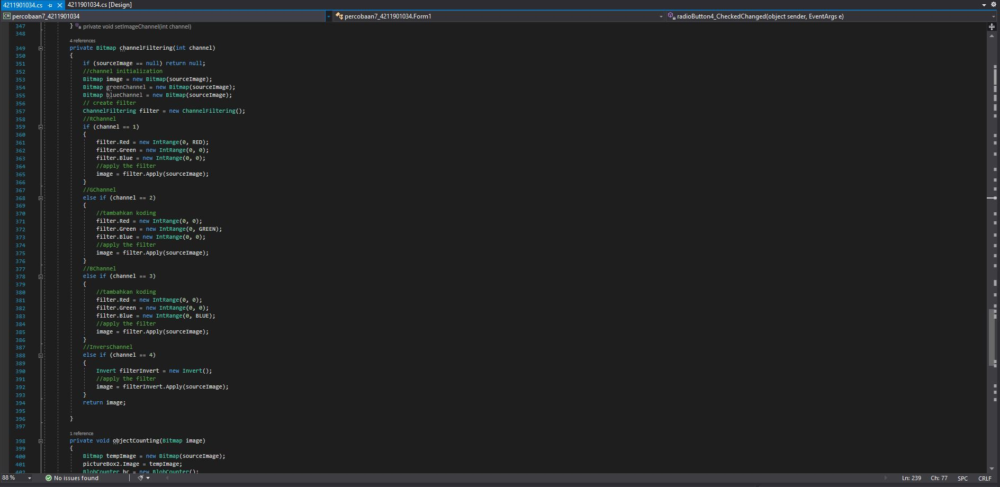 4211901034.cs 4211901034.cs [Design]
C# percobaan7_4211901034 percobaan7_4211901034.Form1 radioButton4_CheckedChanged(object sender, EventArgs e)
347 } private void setImageChannel(int channel)
348
4 references
349 private Bitmap channelFiltering(int channel)
350 {
351 if (sourceImage == null) return null;
352 //channel initialization
353 Bitmap image = new Bitmap(sourceImage);
354 Bitmap greenChannel = new Bitmap(sourceImage);
355 Bitmap blueChannel = new Bitmap(sourceImage);
356 // create filter
357 ChannelFiltering filter = new ChannelFiltering();
358 //RChannel
359 if (channel == 1)
360 {
361 filter.Red = new IntRange(0, RED);
362 filter.Green = new IntRange(0, 0);
363 filter.Blue = new IntRange(0, 0);
364 //apply the filter
365 image = filter.Apply(sourceImage);
366 }
367 //GChannel
368 else if (channel == 2)
369 {
370 //tambahkan koding
371 filter.Red = new IntRange(0, 0);
372 filter.Green = new IntRange(0, GREEN);
373 filter.Blue = new IntRange(0, 0);
374 //apply the filter
375 image = filter.Apply(sourceImage);
376 }
377 //BChannel
378 else if (channel == 3)
379 {
380 //tambahkan koding
381 filter.Red = new IntRange(0, 0);
382 filter.Green = new IntRange(0, 0);
383 filter.Blue = new IntRange(0, BLUE);
384 //apply the filter
385 image = filter.Apply(sourceImage);
386 }
387 //InversChannel
388 else if (channel == 4)
389 {
390 Invert filterInvert = new Invert();
391 //apply the filter
392 image = filterInvert.Apply(sourceImage);
393 }
394 return image;
395
396 }
397
1 reference
398 private void objectCounting(Bitmap image)
399 {
400 Bitmap tempImage = new Bitmap(sourceImage);
401 pictureBox2.Image = tempImage;
402 BlobCounter bc = new BlobCounter();
88 % No issues found Ln: 239 Ch: 77 SPC CRLF